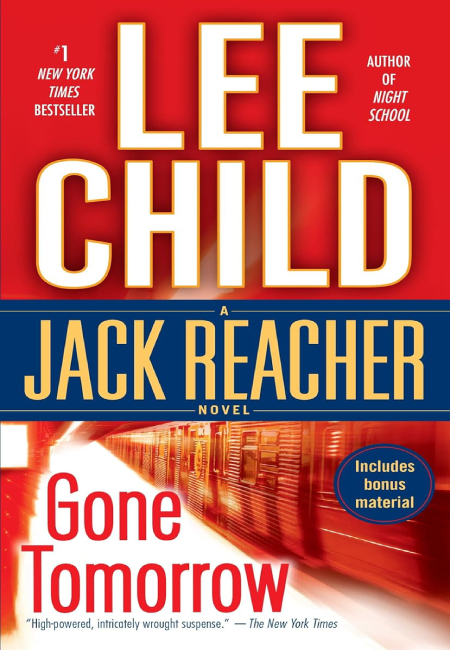 #1
NEW YORK
TIMES
BESTSELLER
LEE
CHILD
AUTHOR
OF
NIGHT
SCHOOL
A
JACK REACHER
NOVEL
Includes
bonus
material
Gone
Tomorrow
"High-powered, intricately wrought suspense." —The New York Times